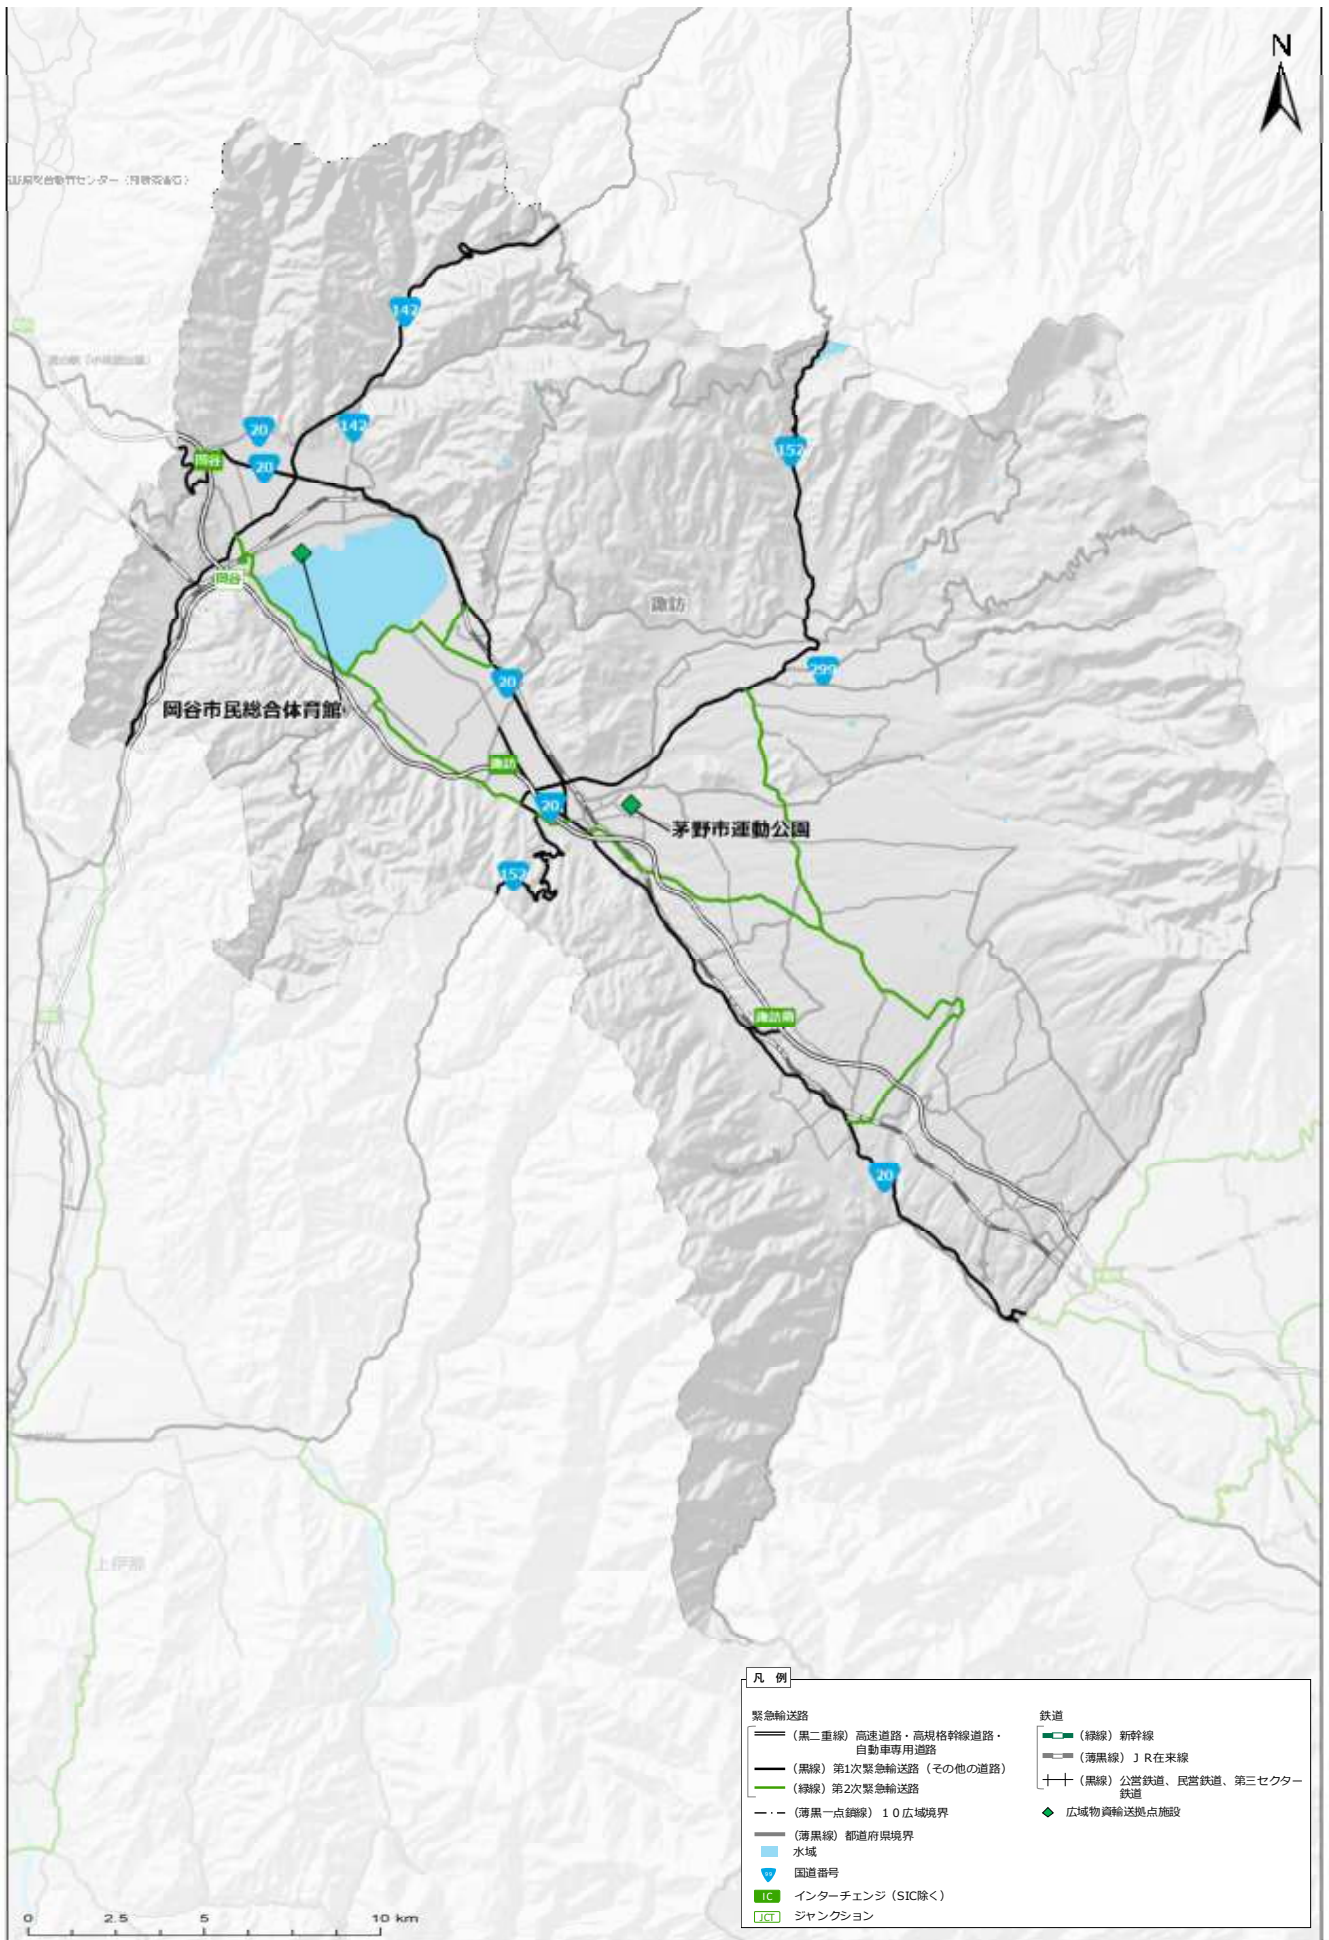 N
142
20
142
岡谷
20
152
岡谷
諏訪
299
20
岡谷市民総合体育館
諏訪
20
茅野市運動公園
152
諏訪南
20
上伊那
凡 例
緊急輸送路
(黒二重線) 高速道路・高規格幹線道路・
自動車専用道路
(黒線) 第1次緊急輸送路 (その他の道路)
(緑線) 第2次緊急輸送路
(薄黒一点鎖線) 10広域境界
(薄黒線) 都道府県境界
水域
国道番号
IC インターチェンジ (SIC除く)
JCT ジャンクション
鉄道
(緑線) 新幹線
(薄黒線) JR在来線
(黒線) 公営鉄道、民営鉄道、第三セクター
鉄道
広域物資輸送拠点施設
0 2.5 5 10 km